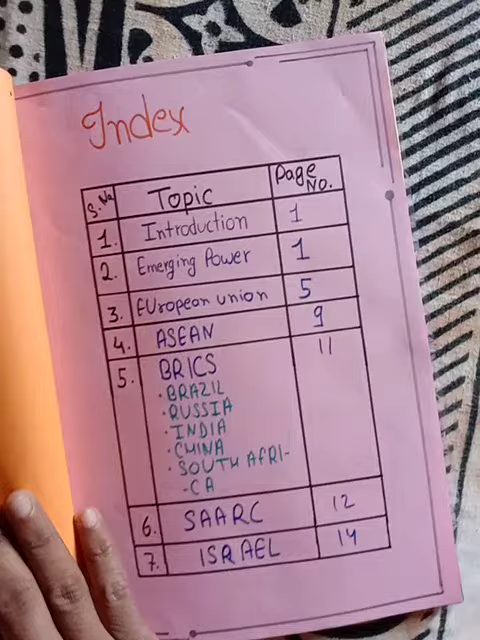 Index
S.No Topic Page No.
1. Introduction 1
2. Emerging Power 1
3. European union 5
4. ASEAN 9
5. BRICS 11
• BRAZIL
• RUSSIA
• INDIA
• CHINA
• SOUTH AFRI-
-CA
6. SAARC 12
7. ISRAEL 14